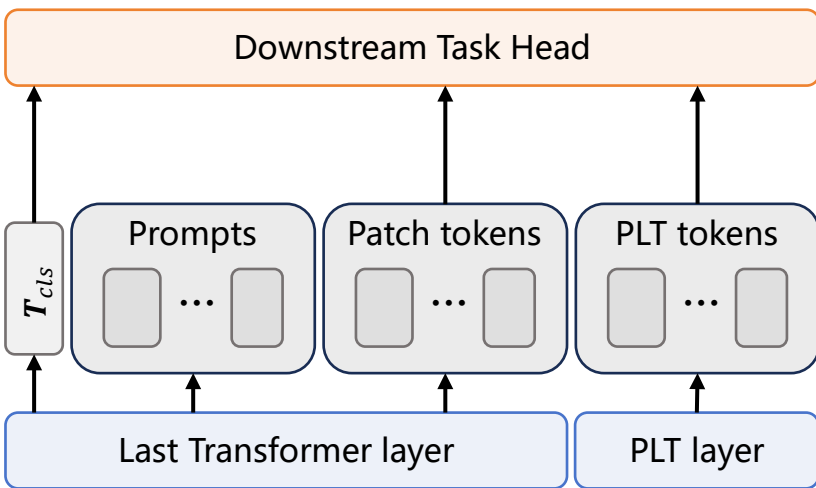 Downstream Task Head
T_cls
Prompts
Patch tokens
PLT tokens
...
...
...
Last Transformer layer
PLT layer